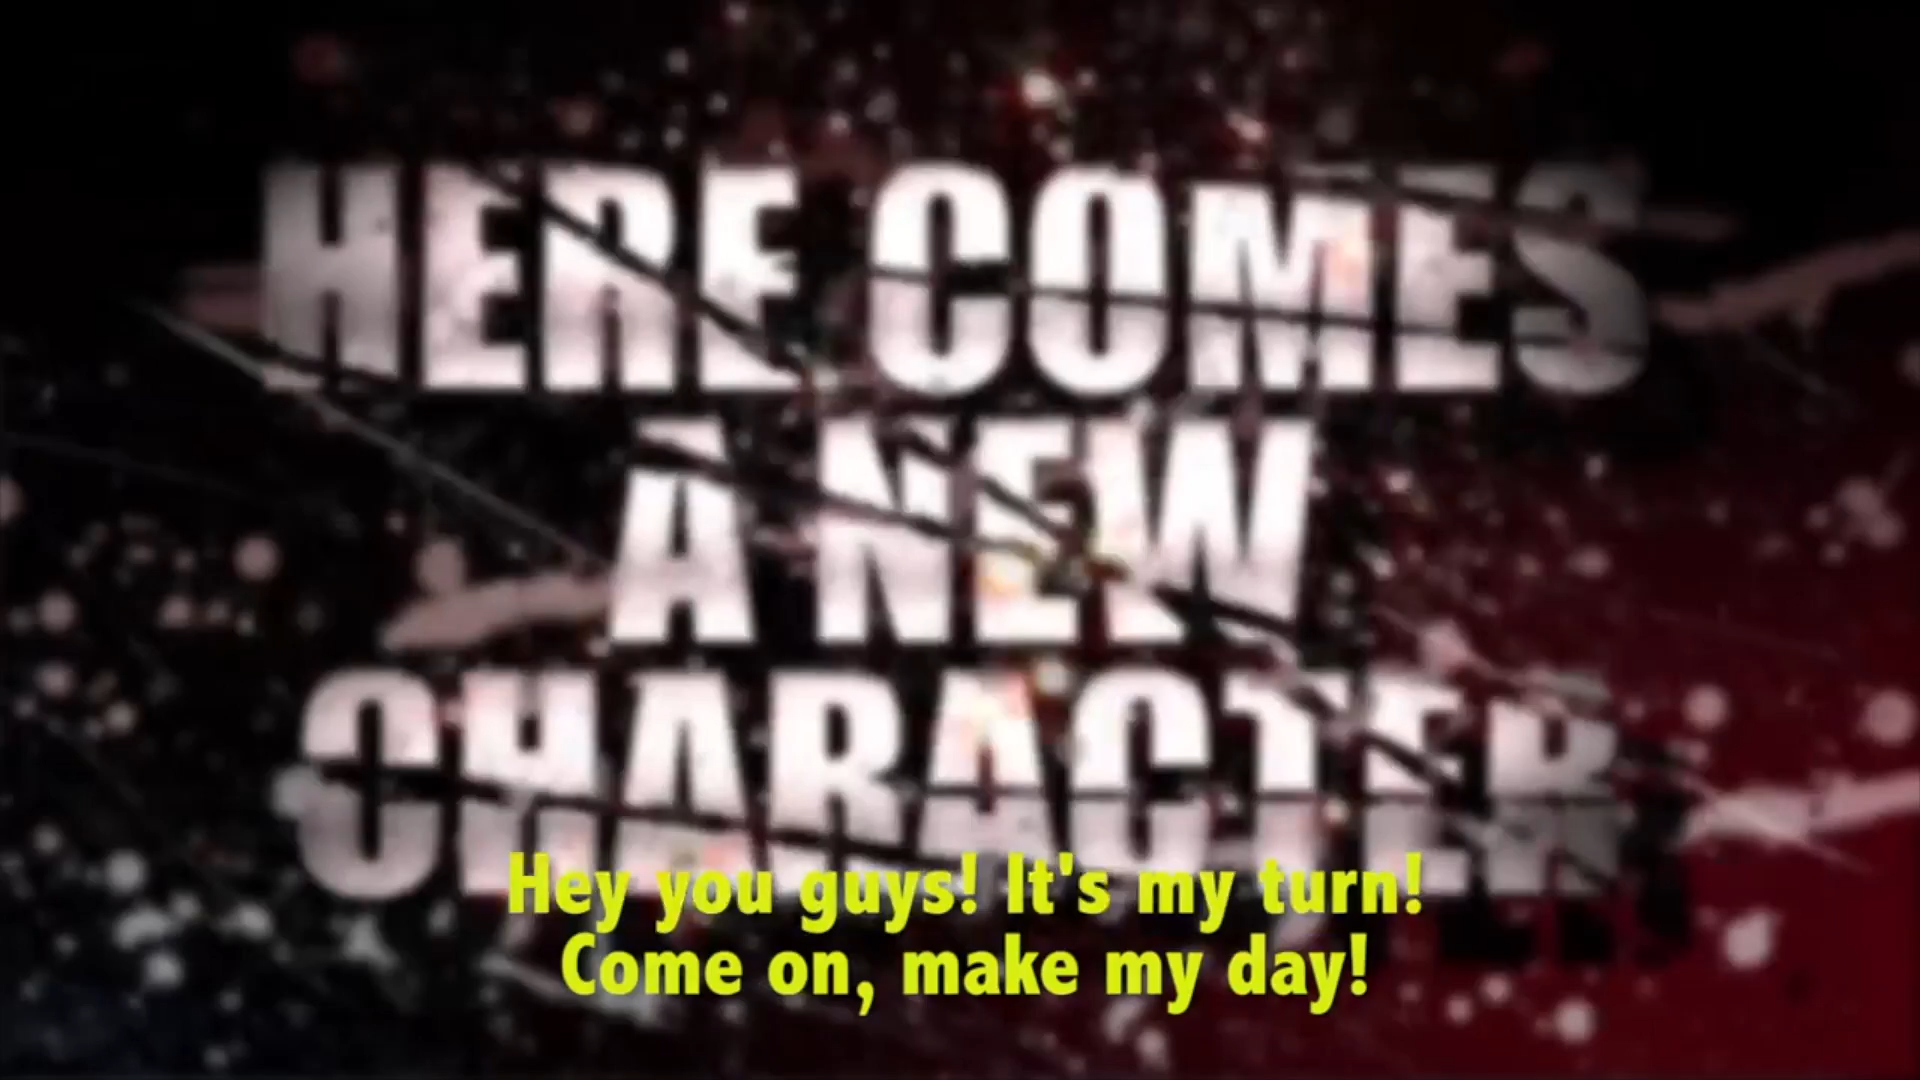 HERE COMES
A NEW
CHARACTER
Hey you guys! It's my turn!
Come on, make my day!